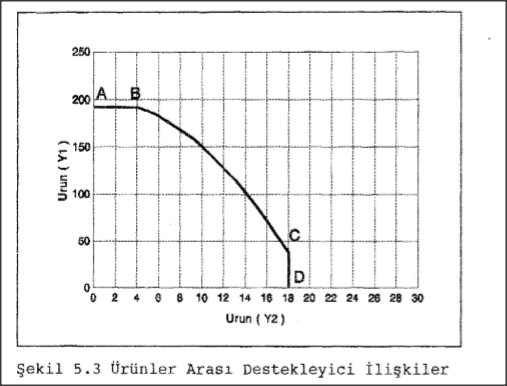 250
A
B
200
150
Urun ( Y1 )
100
50
C
D
0
0 2 4 6 8 10 12 14 16 18 20 22 24 26 28 30
Urun ( Y2 )
Şekil 5.3 Ürünler Arası Destekleyici İlişkiler